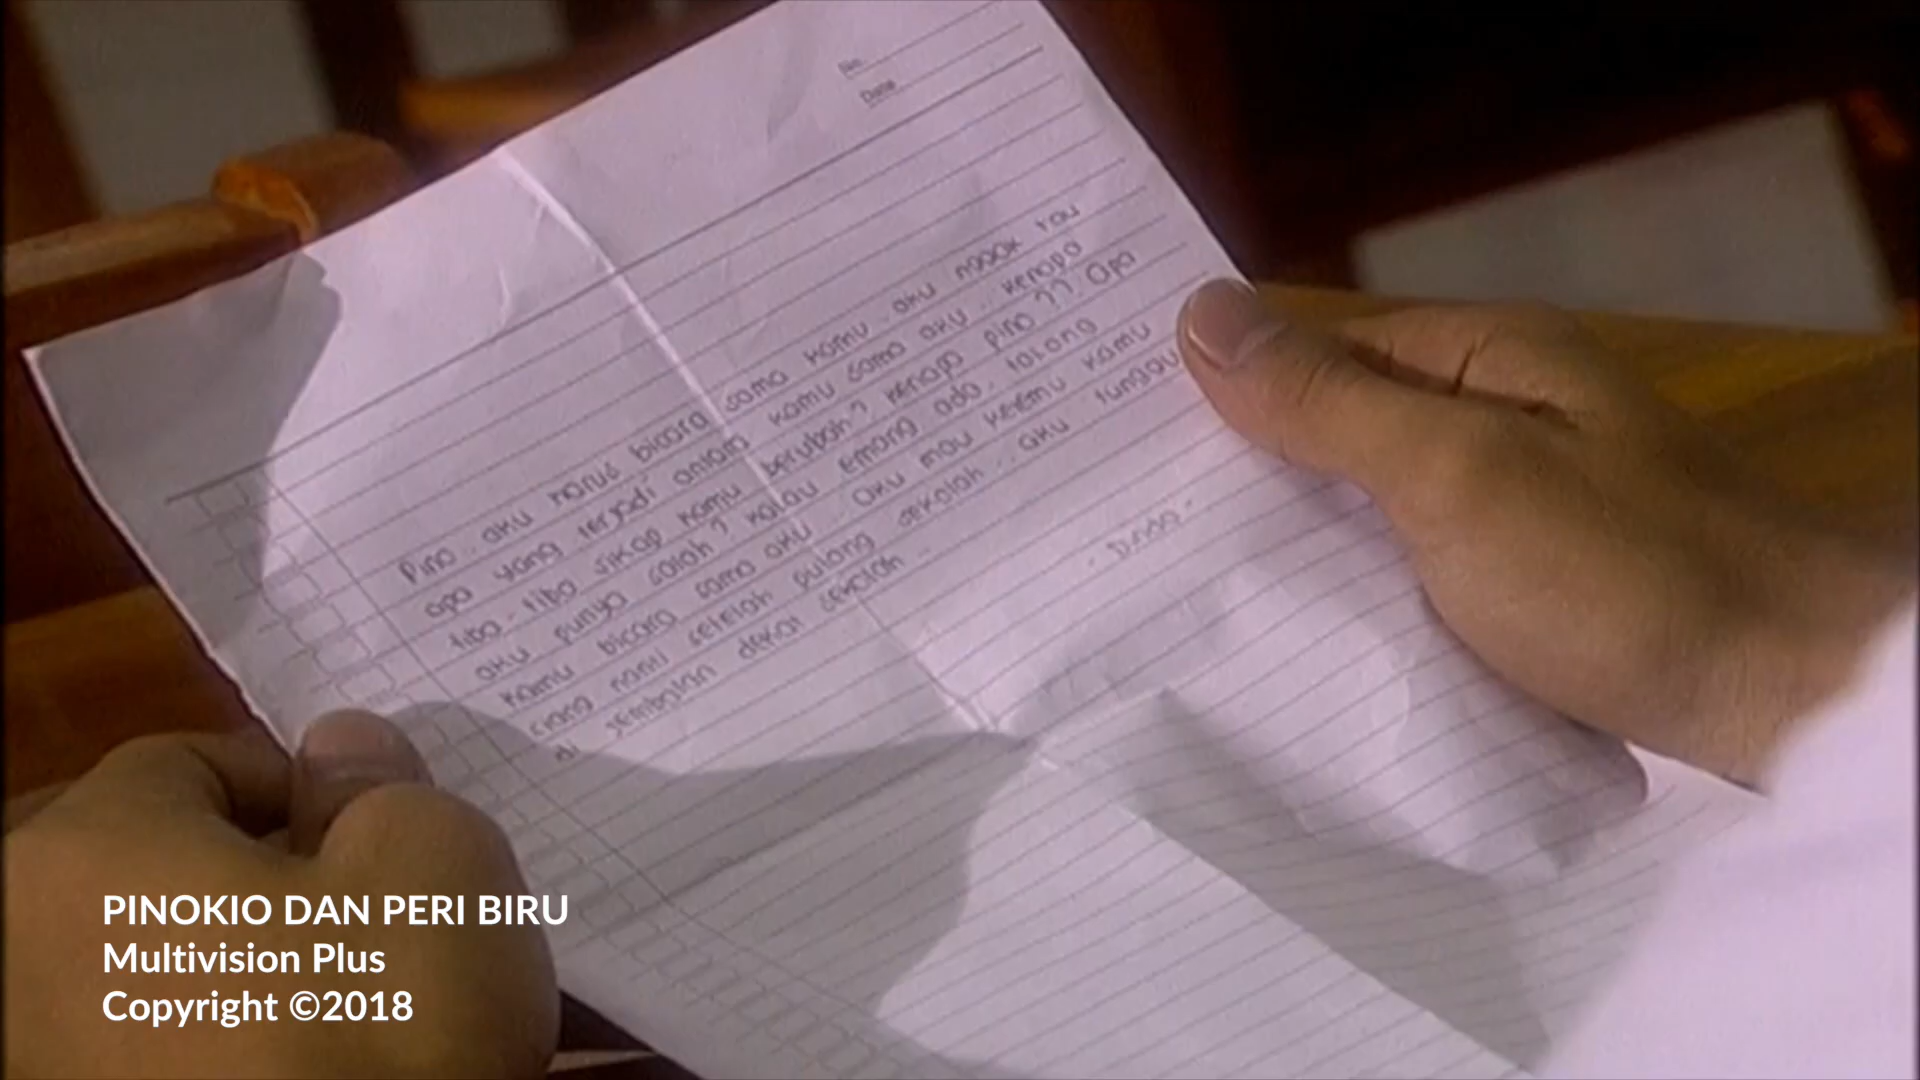 No.
Date
Pino.. aku harus bicara sama kamu.. aku nggak tau
apa yang terjadi antara kamu sama aku.. kenapa
tiba-tiba sikap kamu berubah? kenapa pino ??. Apa
aku punya salah? kalau emang ada.. tolong
kamu bicara sama aku.. aku mau ketemu kamu
siang nanti setelah pulang sekolah.. aku tunggu
di jembatan dekat sekolah..
PINOKIO DAN PERI BIRU
Multivision Plus
Copyright ©2018